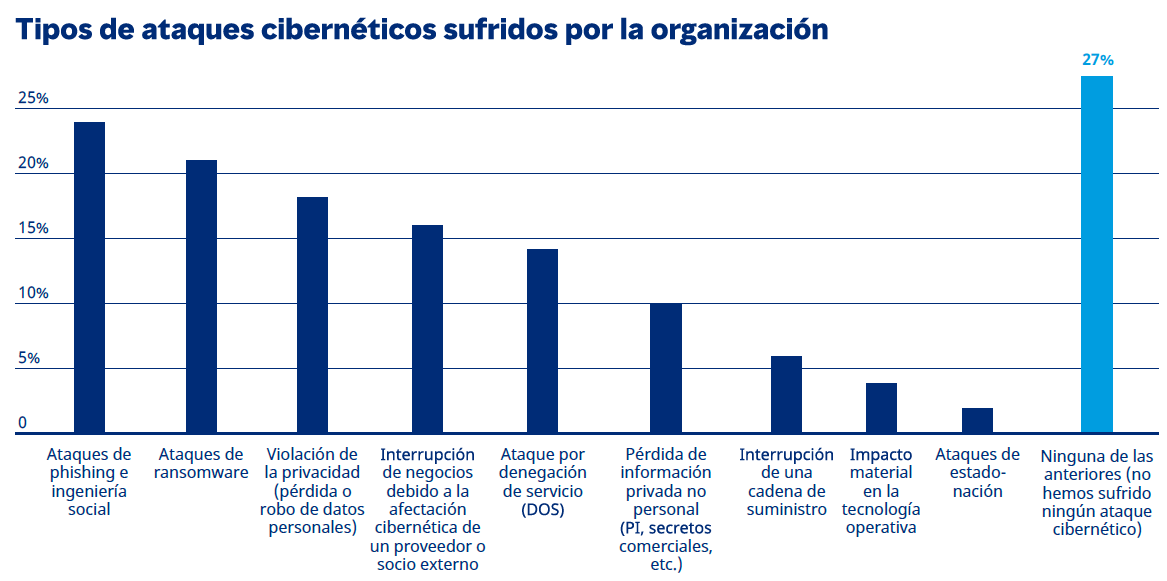 Tipos de ataques cibernéticos sufridos por la organización
27%
25%
20%
15%
10%
5%
0
Ataques de
phishing e
ingeniería
social
Ataques de
ransomware
Violación de
la privacidad
(pérdida o
robo de datos
personales)
Interrupción
de negocios
debido a la
afectación
cibernética de
un proveedor o
socio externo
Ataque por
denegación
de servicio
(DOS)
Pérdida de
información
privada no
personal
(PI, secretos
comerciales,
etc.)
Interrupción
de una
cadena de
suministro
Impacto
material
en la
tecnología
operativa
Ataques de
estado-
nación
Ninguna de las
anteriores (no
hemos sufrido
ningún ataque
cibernético)